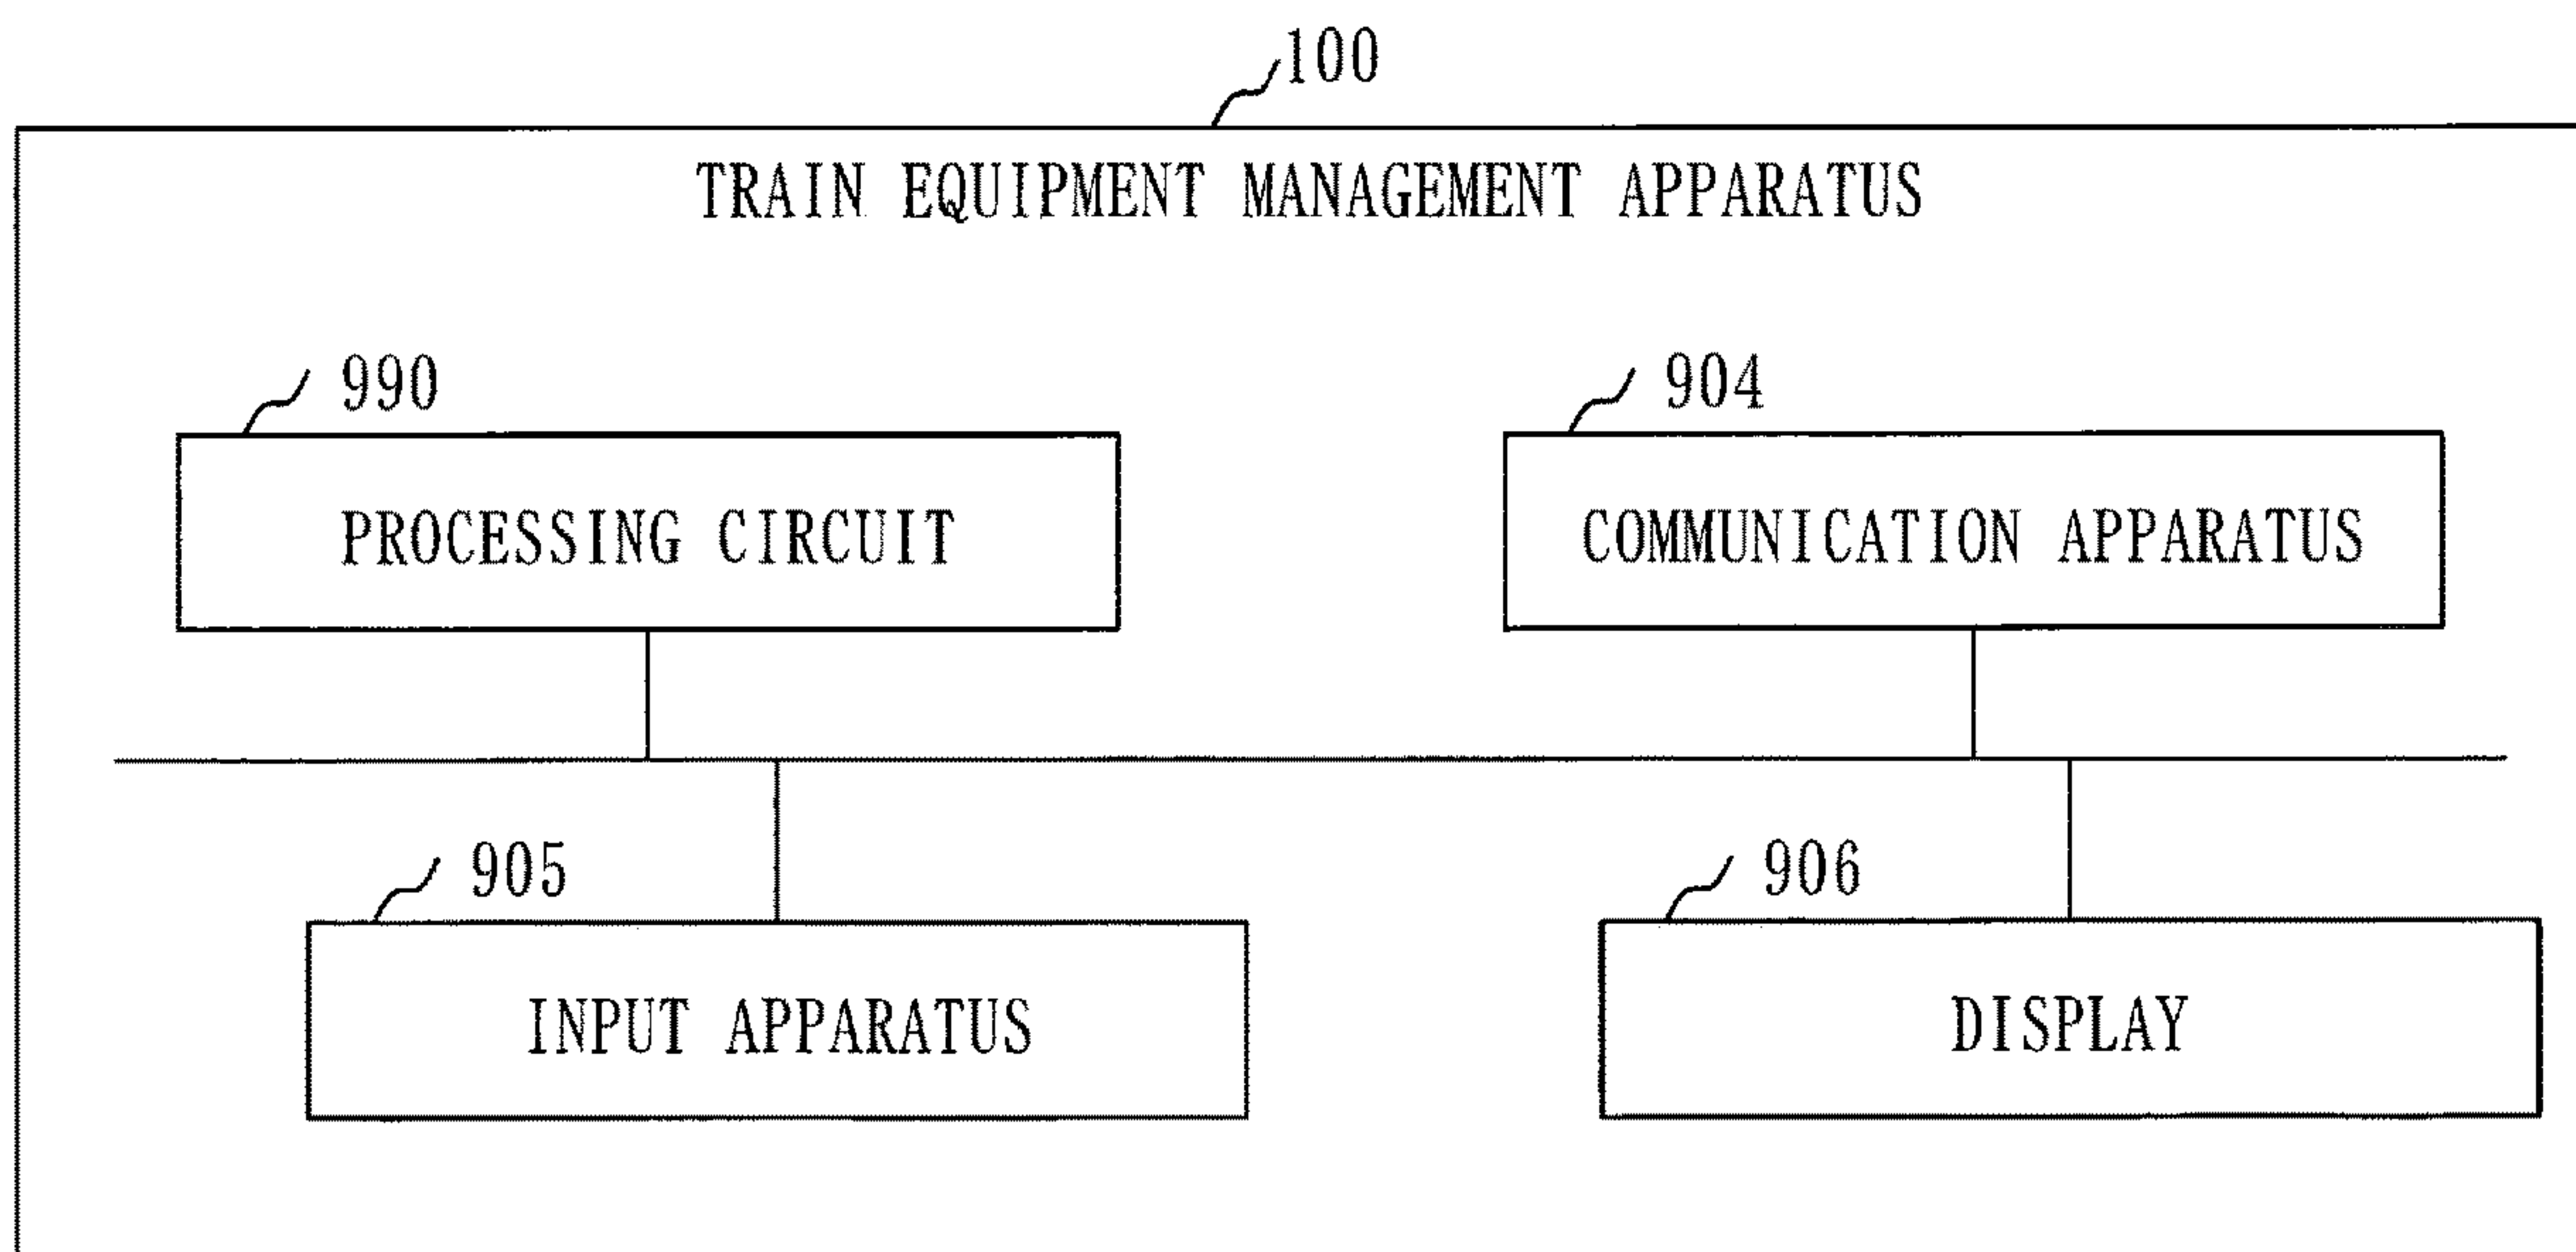 100
TRAIN EQUIPMENT MANAGEMENT APPARATUS
990
904
PROCESSING CIRCUIT
COMMUNICATION APPARATUS
905
906
INPUT APPARATUS
DISPLAY